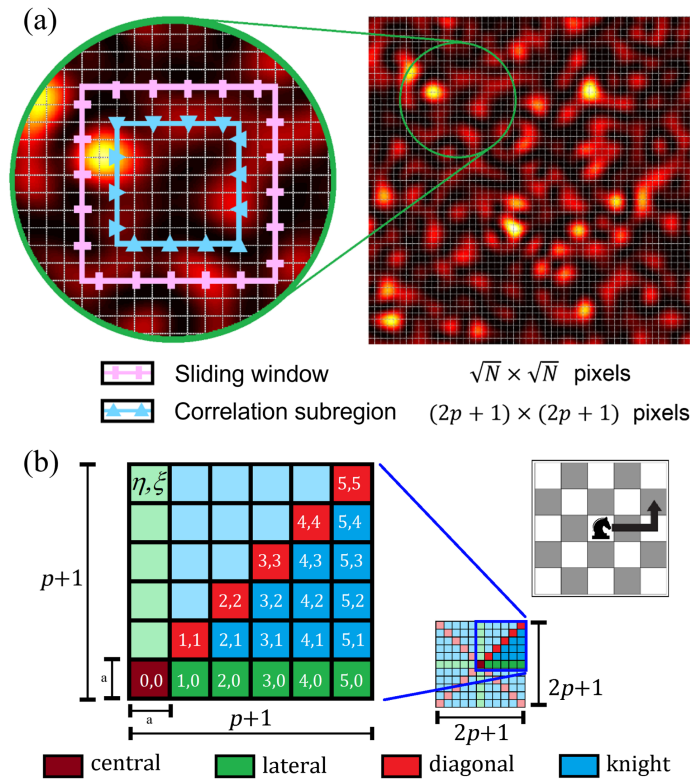 (a)
Sliding window
√N × √N pixels
Correlation subregion
(2p + 1) × (2p + 1) pixels
(b)
η,ξ
5,5
4,4
5,4
3,3
4,3
5,3
2,2
3,2
4,2
5,2
1,1
2,1
3,1
4,1
5,1
0,0
1,0
2,0
3,0
4,0
5,0
p+1
a
a
p+1
2p+1
2p+1
central
lateral
diagonal
knight